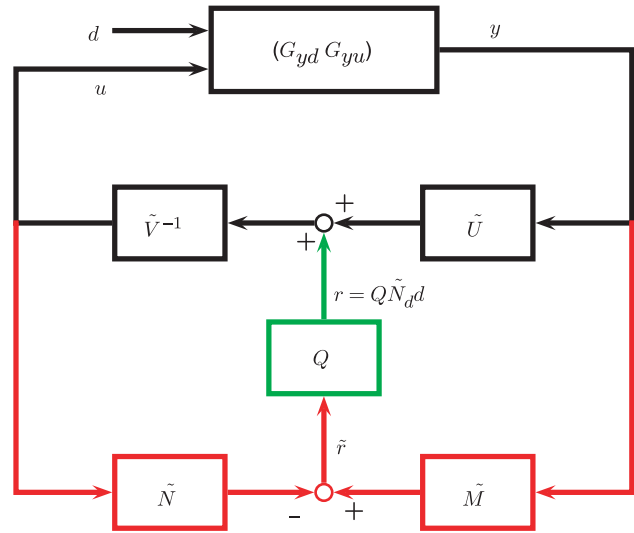 d
(G_{yd} G_{yu})
y
u
Ṽ⁻¹
+
+
Ũ
r = QÑ_d d
Q
r̃
Ñ
-
+
M̃